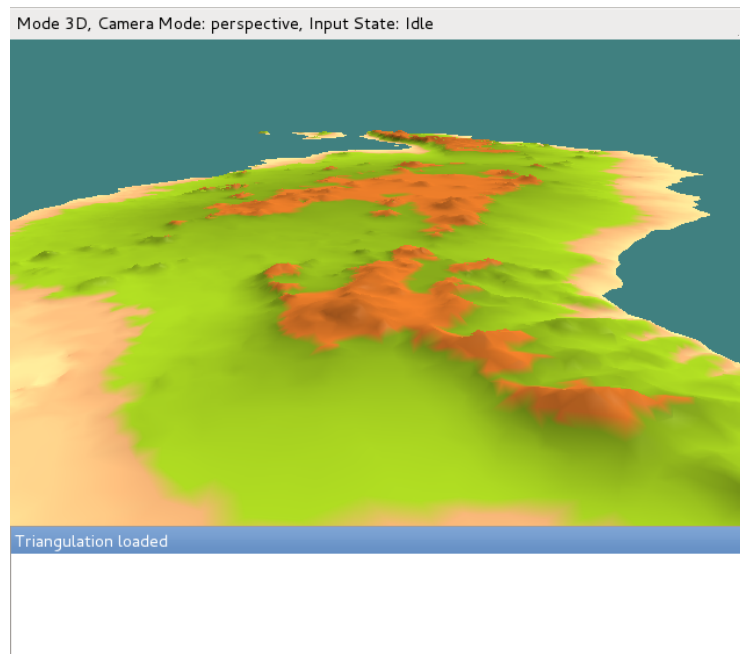 Mode 3D, Camera Mode: perspective, Input State: Idle
Triangulation loaded